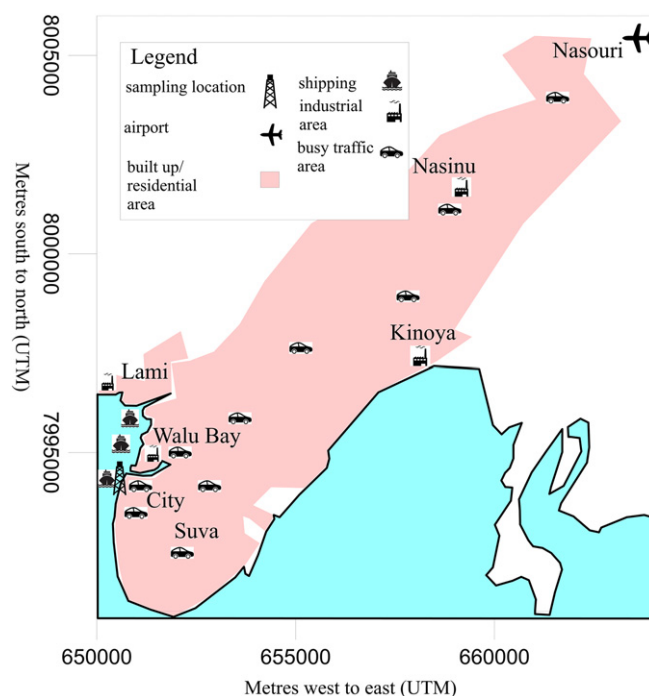 8005000
Nasouri
Legend
sampling location
shipping
industrial
area
airport
busy traffic
area
built up/
residential
area
Nasinu
8000000
Metres south to north (UTM)
Kinoya
Lami
Walu Bay
7995000
City
Suva
650000
655000
660000
Metres west to east (UTM)